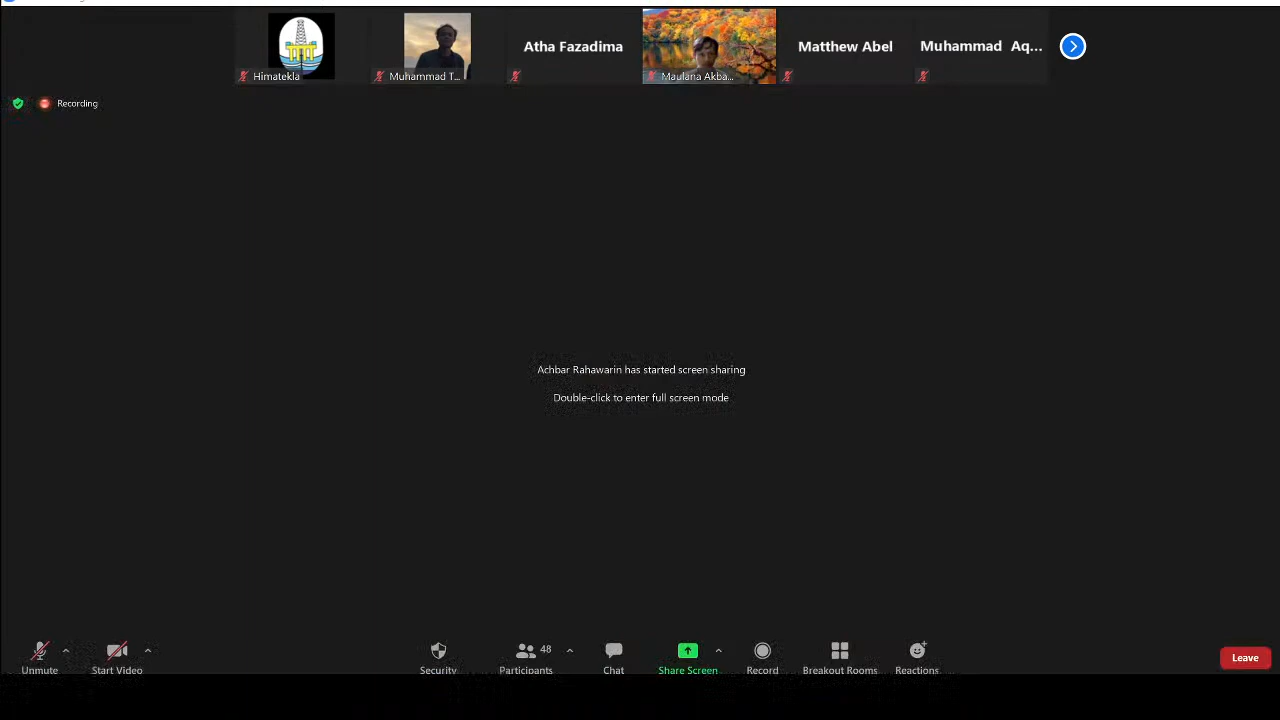 Himatekla
Muhammad T...
Atha Fazadima
Maulana Akba...
Matthew Abel
Muhammad Aq...
Recording
Achbar Rahawarin has started screen sharing
Double-click to enter full screen mode
Unmute
Start Video
Security
48
Participants
Chat
Share Screen
Record
Breakout Rooms
Reactions
Leave